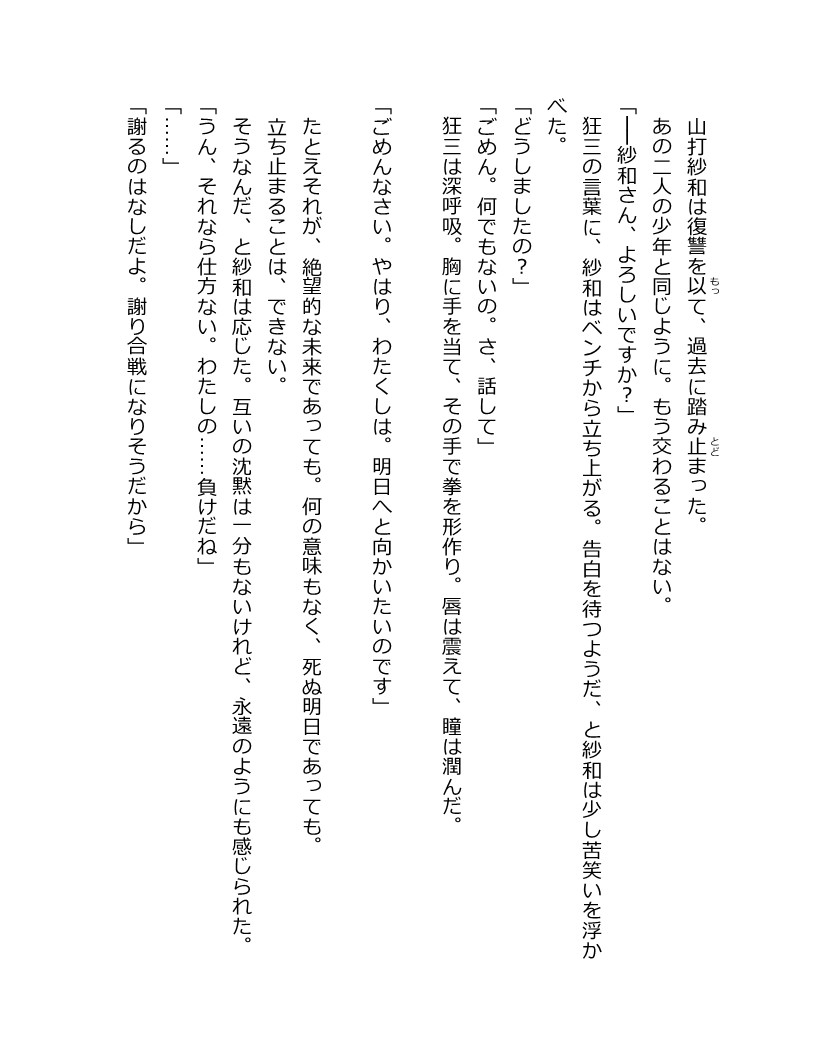 山打紗和は復讐を以て、過去に踏み止まった。
あの二人の少年と同じように。もう交わることはない。
「――紗和さん、よろしいですか？」
狂三の言葉に、紗和はベンチから立ち上がる。告白を待つようだ、と紗和は少し苦笑いを浮か
べた。
「どうしましたの？」
「ごめん。何でもないの。さ、話して」
狂三は深呼吸。胸に手を当て、その手で拳を形作り。唇は震えて、瞳は潤んだ。
「ごめんなさい。やはり、わたくしは。明日へと向かいたいのです」
たとえそれが、絶望的な未来であっても。何の意味もなく、死ぬ明日であっても。
立ち止まることは、できない。
そうなんだ、と紗和は応じた。互いの沈黙は一分もないけれど、永遠のようにも感じられた。
「うん、それなら仕方ない。わたしの……負けだね」
「……」
「謝るのはなしだよ。謝り合戦になりそうだから」